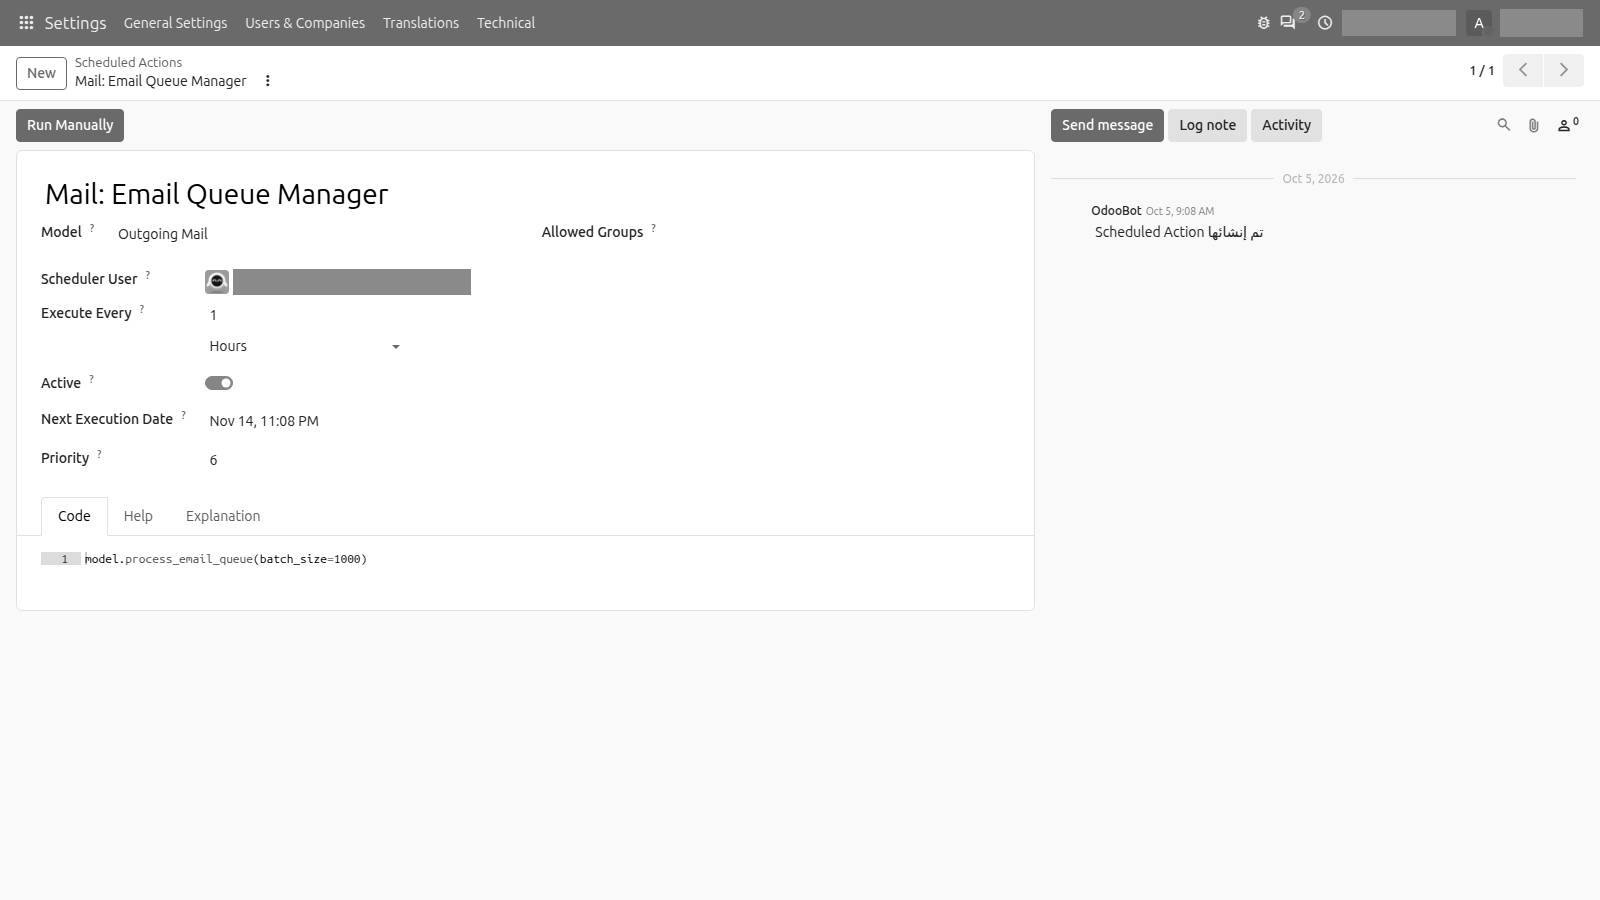 Settings General Settings Users & Companies Translations Technical 2 A
New Scheduled Actions
Mail: Email Queue Manager
1 / 1
Run Manually
Send message Log note Activity 0
Mail: Email Queue Manager
Model ? Outgoing Mail
Allowed Groups ?
Scheduler User ?
Execute Every ? 1
Hours
Active ?
Next Execution Date ? Nov 14, 11:08 PM
Priority ? 6
Code Help Explanation
1 model.process_email_queue(batch_size=1000)
Oct 5, 2026
OdooBot Oct 5, 9:08 AM
Scheduled Action تم إنشائها